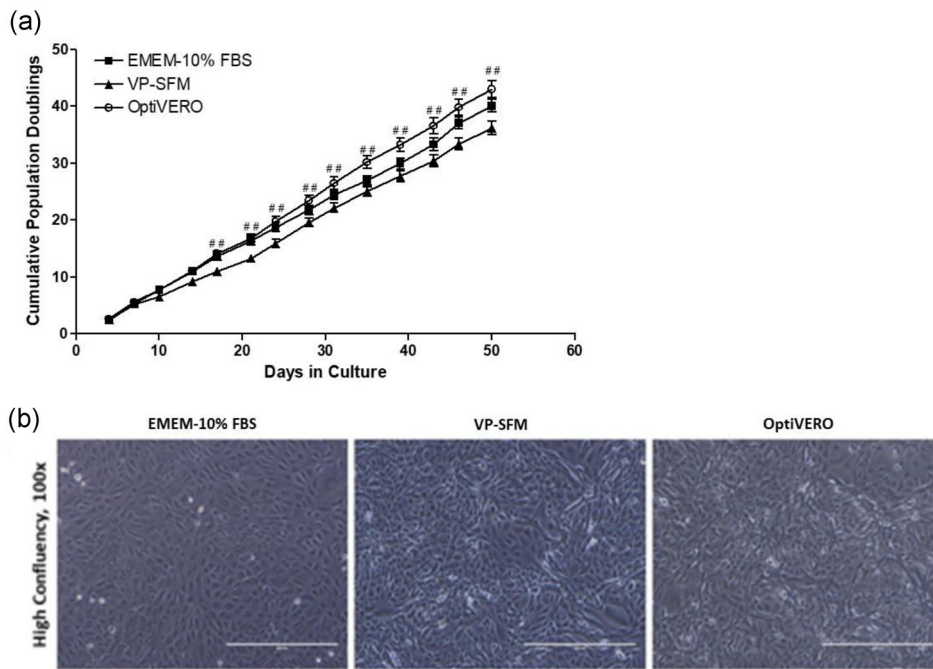 (a)
50
40
30
20
10
0
Cumulative Population Doublings
EMEM-10% FBS
VP-SFM
OptiVERO
# #
# #
# #
# #
# #
# #
# #
# #
# #
# #
0 10 20 30 40 50 60
Days in Culture
(b)
EMEM-10% FBS VP-SFM OptiVERO
High Confluency, 100x